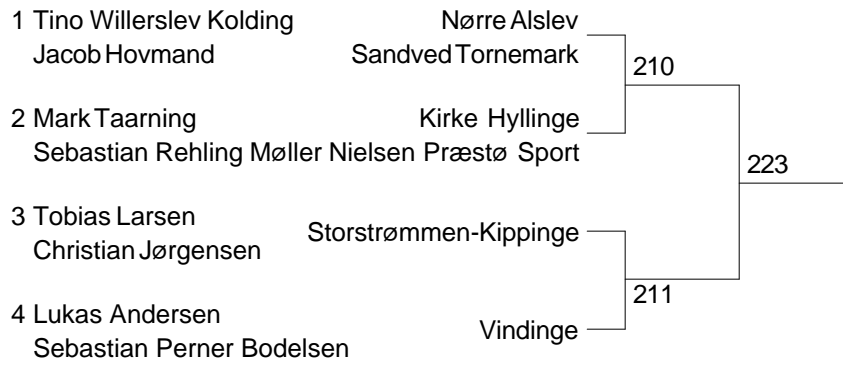 1 Tino Willerslev Kolding Nørre Alslev
Jacob Hovmand Sandved Tornemark
210
2 Mark Taarning Kirke Hyllinge
Sebastian Rehling Møller Nielsen Præstø Sport
223
3 Tobias Larsen
Storstrømmen-Kippinge
Christian Jørgensen
211
4 Lukas Andersen
Vindinge
Sebastian Perner Bodelsen